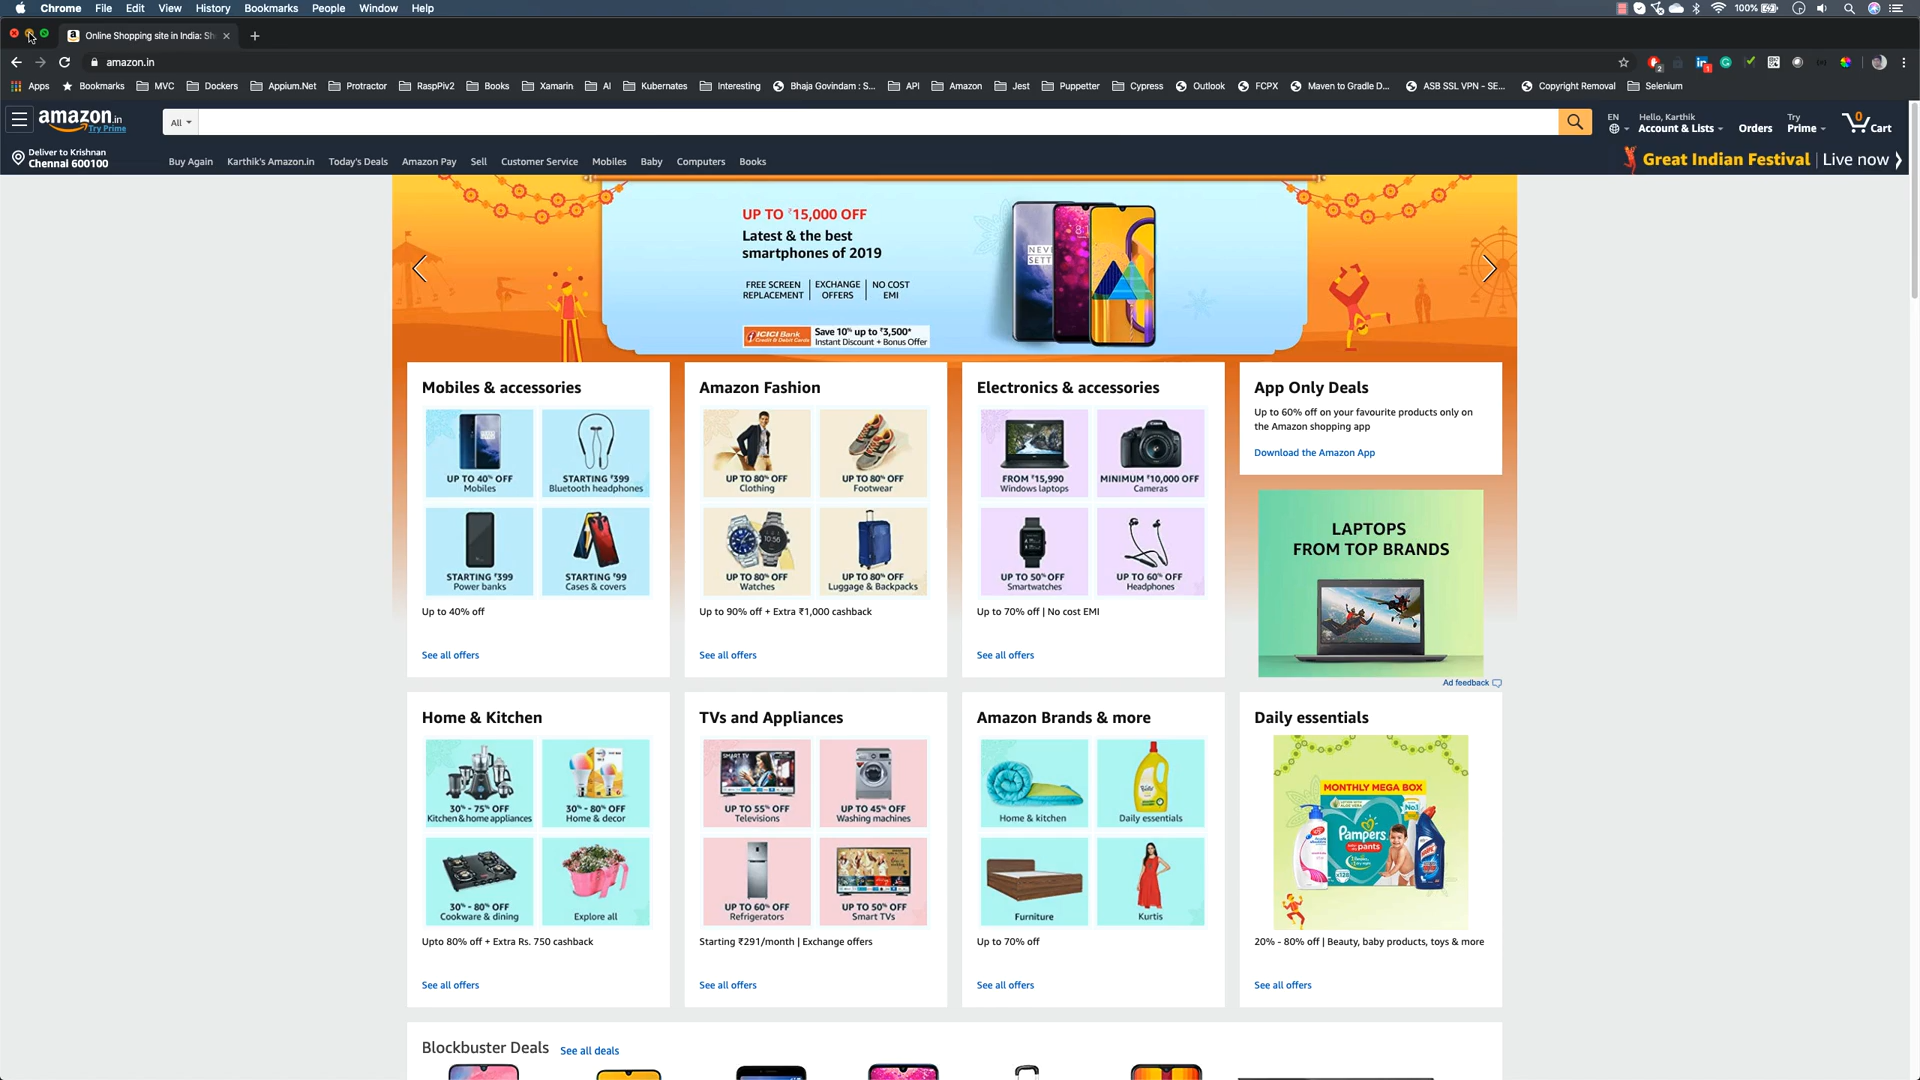 Chrome File Edit View History Bookmarks People Window Help
100%
Online Shopping site in India: Sh
amazon.in
Apps Bookmarks MVC Dockers Appium.Net Protractor RaspPiv2 Books Xamarin AI Kubernates Interesting Bhaja Govindam : S... API Amazon Jest Puppetter Cypress Outlook FCPX Maven to Gradle D... ASB SSL VPN - SE... Copyright Removal Selenium
amazon.in
Try Prime
All
EN
Hello, Karthik
Account & Lists
Orders
Try
Prime
0
Cart
Deliver to Krishnan
Chennai 600100
Buy Again Karthik's Amazon.in Today's Deals Amazon Pay Sell Customer Service Mobiles Baby Computers Books
Great Indian Festival | Live now
UP TO ₹15,000 OFF
Latest & the best
smartphones of 2019
FREE SCREEN
REPLACEMENT
EXCHANGE
OFFERS
NO COST
EMI
ICICI Bank
Credit & Debit Cards
Save 10% up to ₹3,500*
Instant Discount + Bonus Offer
Mobiles & accessories
UP TO 40% OFF
Mobiles
STARTING ₹399
Bluetooth headphones
STARTING ₹399
Power banks
STARTING ₹99
Cases & covers
Up to 40% off
See all offers
Amazon Fashion
UP TO 80% OFF
Clothing
UP TO 80% OFF
Footwear
UP TO 80% OFF
Watches
UP TO 80% OFF
Luggage & Backpacks
Up to 90% off + Extra ₹1,000 cashback
See all offers
Electronics & accessories
FROM ₹15,990
Windows laptops
MINIMUM ₹10,000 OFF
Cameras
UP TO 50% OFF
Smartwatches
UP TO 60% OFF
Headphones
Up to 70% off | No cost EMI
See all offers
App Only Deals
Up to 60% off on your favourite products only on
the Amazon shopping app
Download the Amazon App
LAPTOPS
FROM TOP BRANDS
Ad feedback
Home & Kitchen
30% - 75% OFF
Kitchen & home appliances
30% - 80% OFF
Home & decor
30% - 80% OFF
Cookware & dining
Explore all
Upto 80% off + Extra Rs. 750 cashback
See all offers
TVs and Appliances
SMART TV
UP TO 55% OFF
Televisions
UP TO 45% OFF
Washing machines
UP TO 60% OFF
Refrigerators
UP TO 50% OFF
Smart TVs
Starting ₹291/month | Exchange offers
See all offers
Amazon Brands & more
Home & kitchen
Daily essentials
Furniture
Kurtis
Up to 70% off
See all offers
Daily essentials
MONTHLY MEGA BOX
No.1
Pampers
pants
20% - 80% off | Beauty, baby products, toys & more
See all offers
Blockbuster Deals See all deals